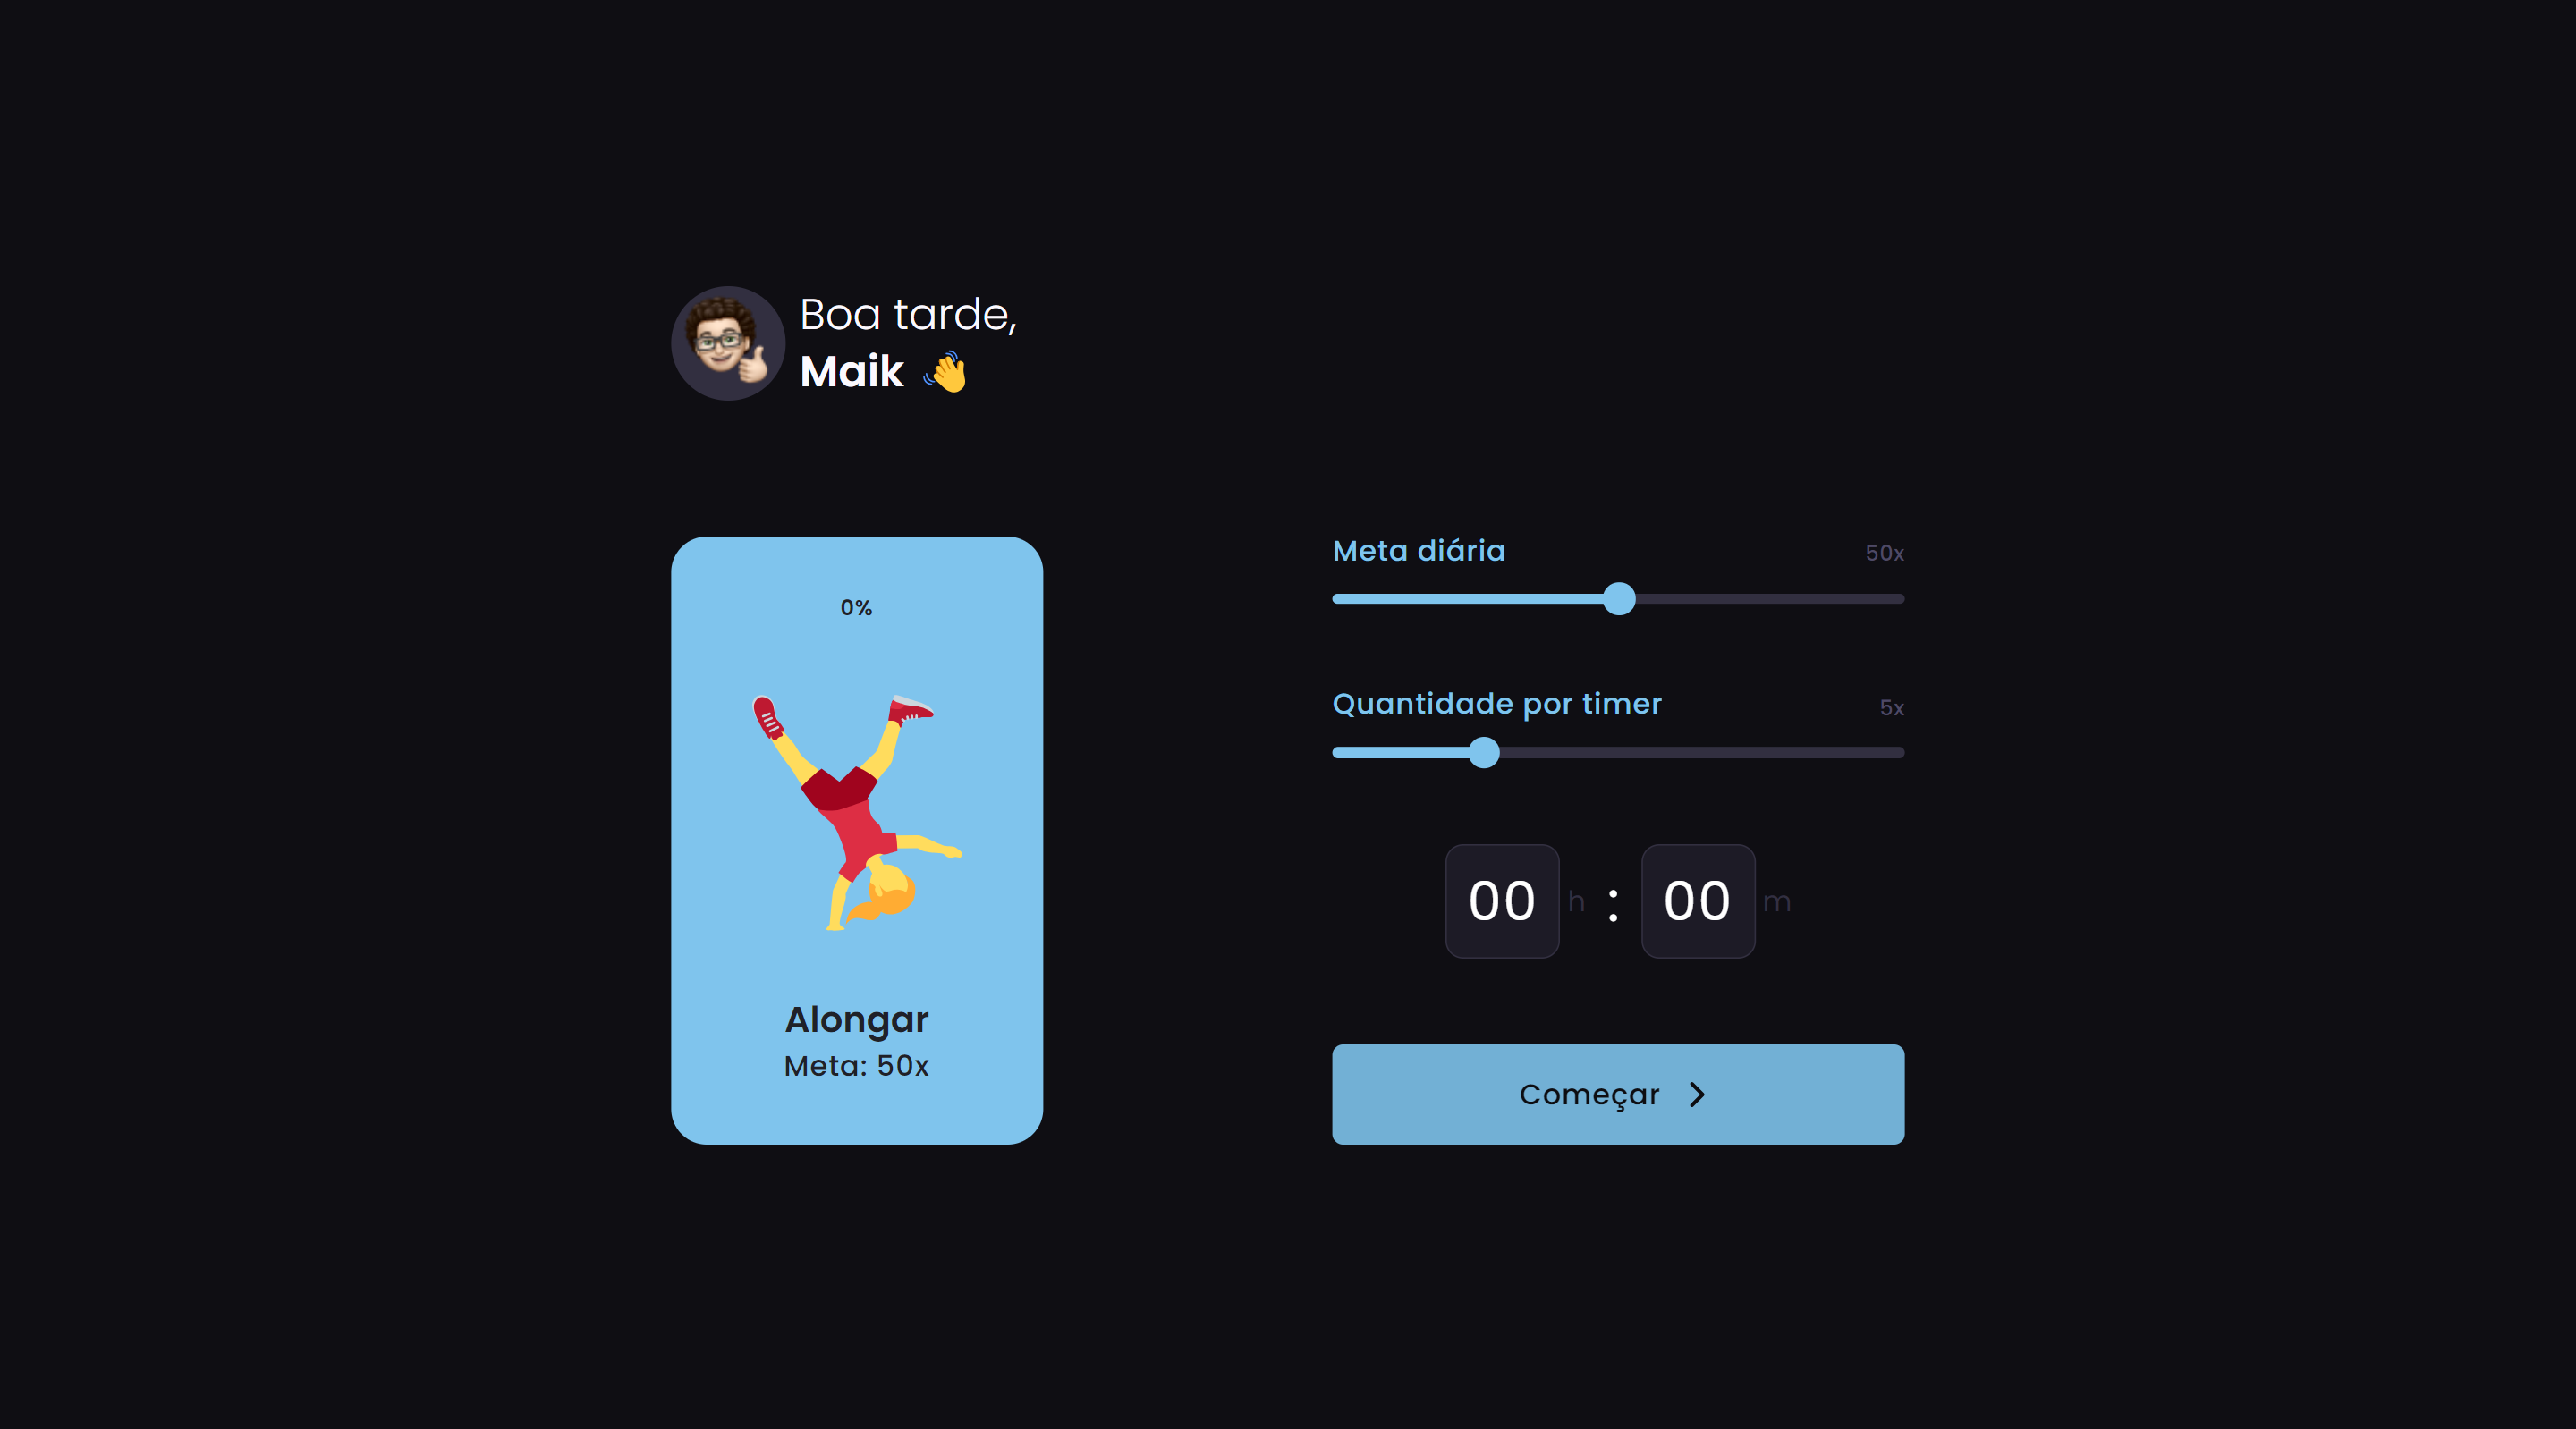 Boa tarde,
Maik
0%
Alongar
Meta: 50x
Meta diária 50x
Quantidade por timer 5x
00 h : 00 m
Começar